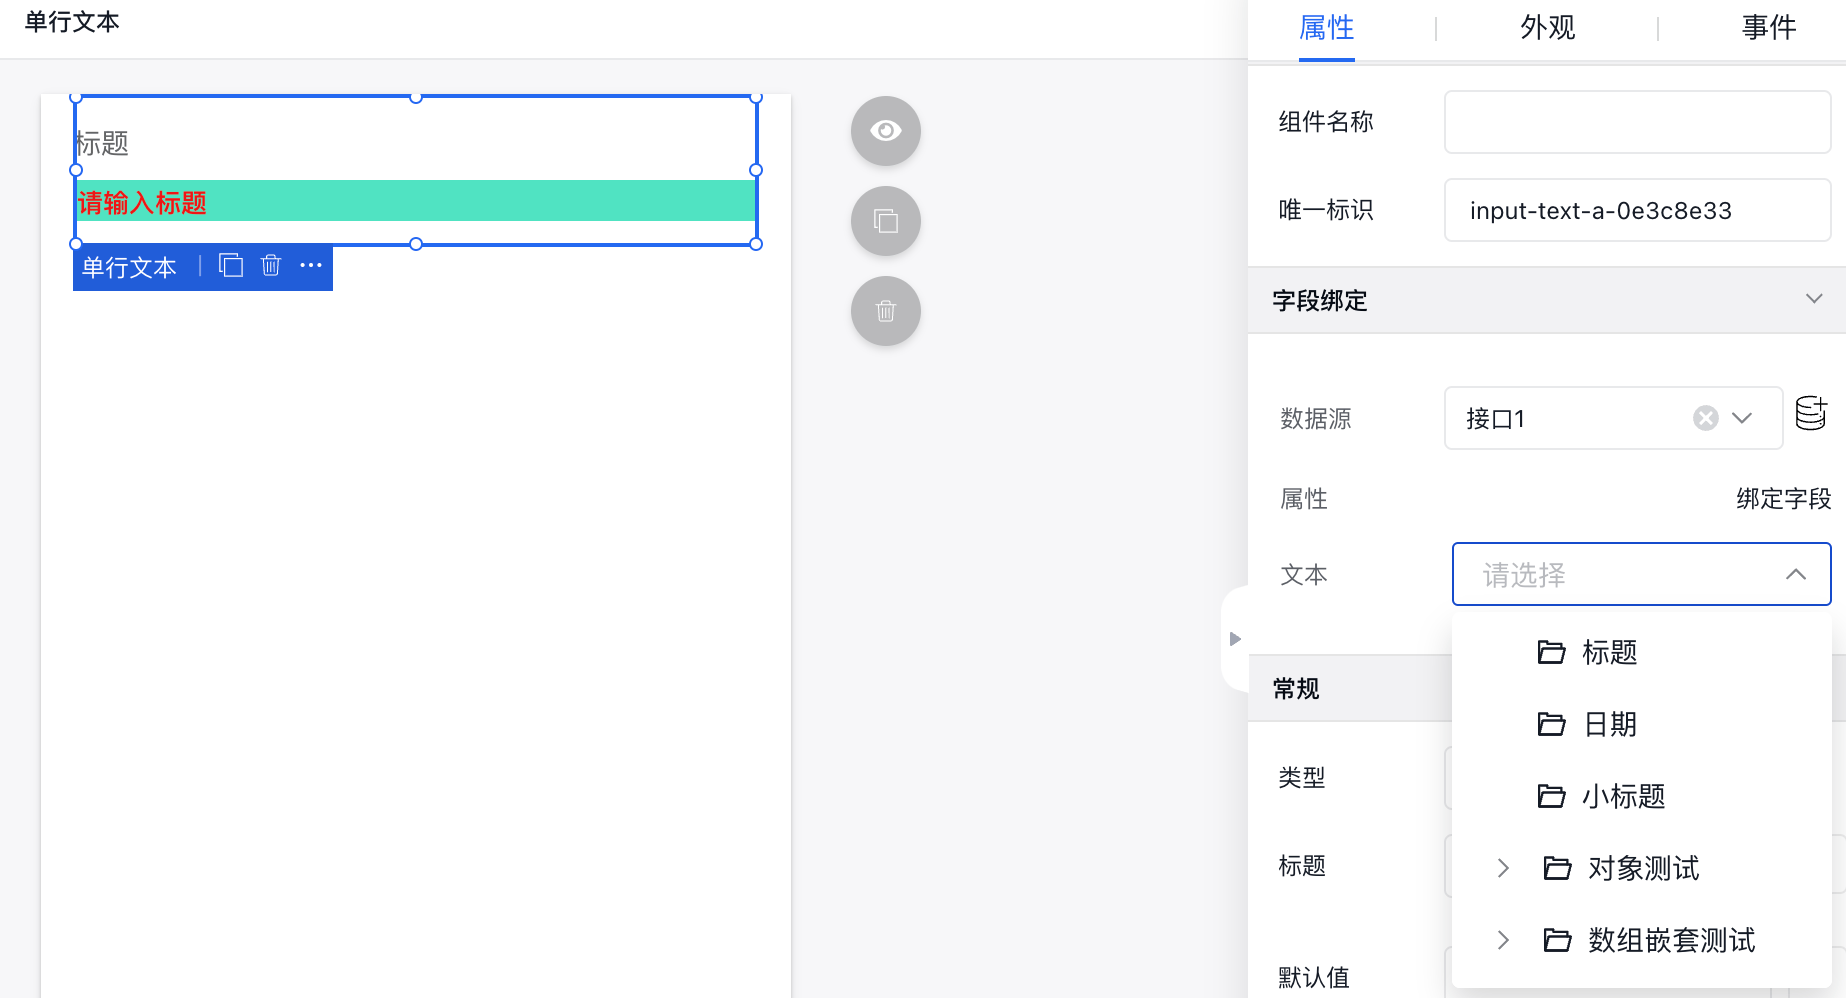 单行文本
标题
请输入标题
单行文本
属性
外观
事件
组件名称
唯一标识
input-text-a-0e3c8e33
字段绑定
数据源
接口1
属性
绑定字段
文本
请选择
标题
日期
小标题
对象测试
数组嵌套测试
常规
类型
标题
默认值